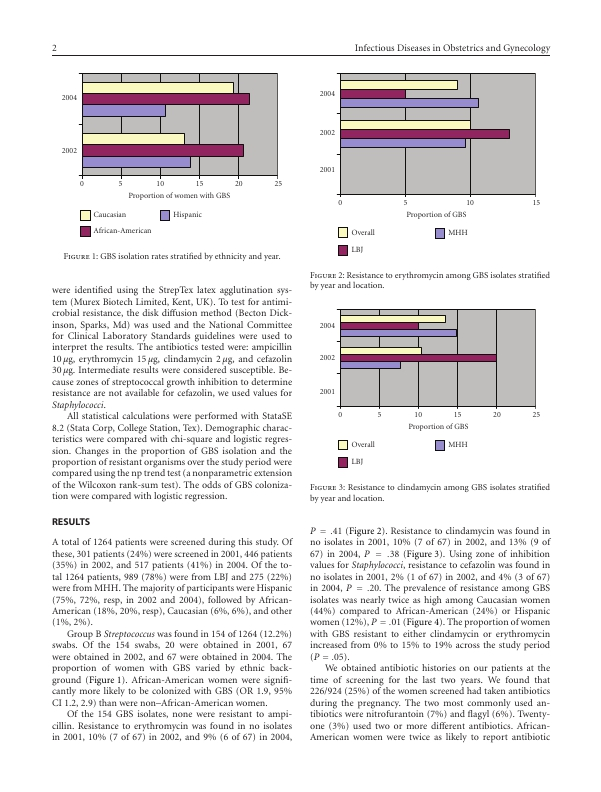 2 Infectious Diseases in Obstetrics and Gynecology
2004
2002
0 5 10 15 20 25
Proportion of women with GBS
Caucasian Hispanic
African-American
FIGURE 1: GBS isolation rates stratified by ethnicity and year.
were identified using the StrepTex latex agglutination sys-
tem (Murex Biotech Limited, Kent, UK). To test for antimi-
crobial resistance, the disk diffusion method (Becton Dick-
inson, Sparks, Md) was used and the National Committee
for Clinical Laboratory Standards guidelines were used to
interpret the results. The antibiotics tested were: ampicillin
10 μg, erythromycin 15 μg, clindamycin 2 μg, and cefazolin
30 μg. Intermediate results were considered susceptible. Be-
cause zones of streptococcal growth inhibition to determine
resistance are not available for cefazolin, we used values for
Staphylococci.
All statistical calculations were performed with StataSE
8.2 (Stata Corp, College Station, Tex). Demographic charac-
teristics were compared with chi-square and logistic regres-
sion. Changes in the proportion of GBS isolation and the
proportion of resistant organisms over the study period were
compared using the np trend test (a nonparametric extension
of the Wilcoxon rank-sum test). The odds of GBS coloniza-
tion were compared with logistic regression.
RESULTS
A total of 1264 patients were screened during this study. Of
these, 301 patients (24%) were screened in 2001, 446 patients
(35%) in 2002, and 517 patients (41%) in 2004. Of the to-
tal 1264 patients, 989 (78%) were from LBJ and 275 (22%)
were from MHH. The majority of participants were Hispanic
(75%, 72%, resp, in 2002 and 2004), followed by African-
American (18%, 20%, resp), Caucasian (6%, 6%), and other
(1%, 2%).
Group B Streptococcus was found in 154 of 1264 (12.2%)
swabs. Of the 154 swabs, 20 were obtained in 2001, 67
were obtained in 2002, and 67 were obtained in 2004. The
proportion of women with GBS varied by ethnic back-
ground (Figure 1). African-American women were signifi-
cantly more likely to be colonized with GBS (OR 1.9, 95%
CI 1.2, 2.9) than were non–African-American women.
Of the 154 GBS isolates, none were resistant to ampi-
cillin. Resistance to erythromycin was found in no isolates
in 2001, 10% (7 of 67) in 2002, and 9% (6 of 67) in 2004,
2004
2002
2001
0 5 10 15
Proportion of GBS
Overall MHH
LBJ
FIGURE 2: Resistance to erythromycin among GBS isolates stratified
by year and location.
2004
2002
2001
0 5 10 15 20 25
Proportion of GBS
Overall MHH
LBJ
FIGURE 3: Resistance to clindamycin among GBS isolates stratified
by year and location.
P = .41 (Figure 2). Resistance to clindamycin was found in
no isolates in 2001, 10% (7 of 67) in 2002, and 13% (9 of
67) in 2004, P = .38 (Figure 3). Using zone of inhibition
values for Staphylococci, resistance to cefazolin was found in
no isolates in 2001, 2% (1 of 67) in 2002, and 4% (3 of 67)
in 2004, P = .20. The prevalence of resistance among GBS
isolates was nearly twice as high among Caucasian women
(44%) compared to African-American (24%) or Hispanic
women (12%), P = .01 (Figure 4). The proportion of women
with GBS resistant to either clindamycin or erythromycin
increased from 0% to 15% to 19% across the study period
(P = .05).
We obtained antibiotic histories on our patients at the
time of screening for the last two years. We found that
226/924 (25%) of the women screened had taken antibiotics
during the pregnancy. The two most commonly used an-
tibiotics were nitrofurantoin (7%) and flagyl (6%). Twenty-
one (3%) used two or more different antibiotics. African-
American women were twice as likely to report antibiotic